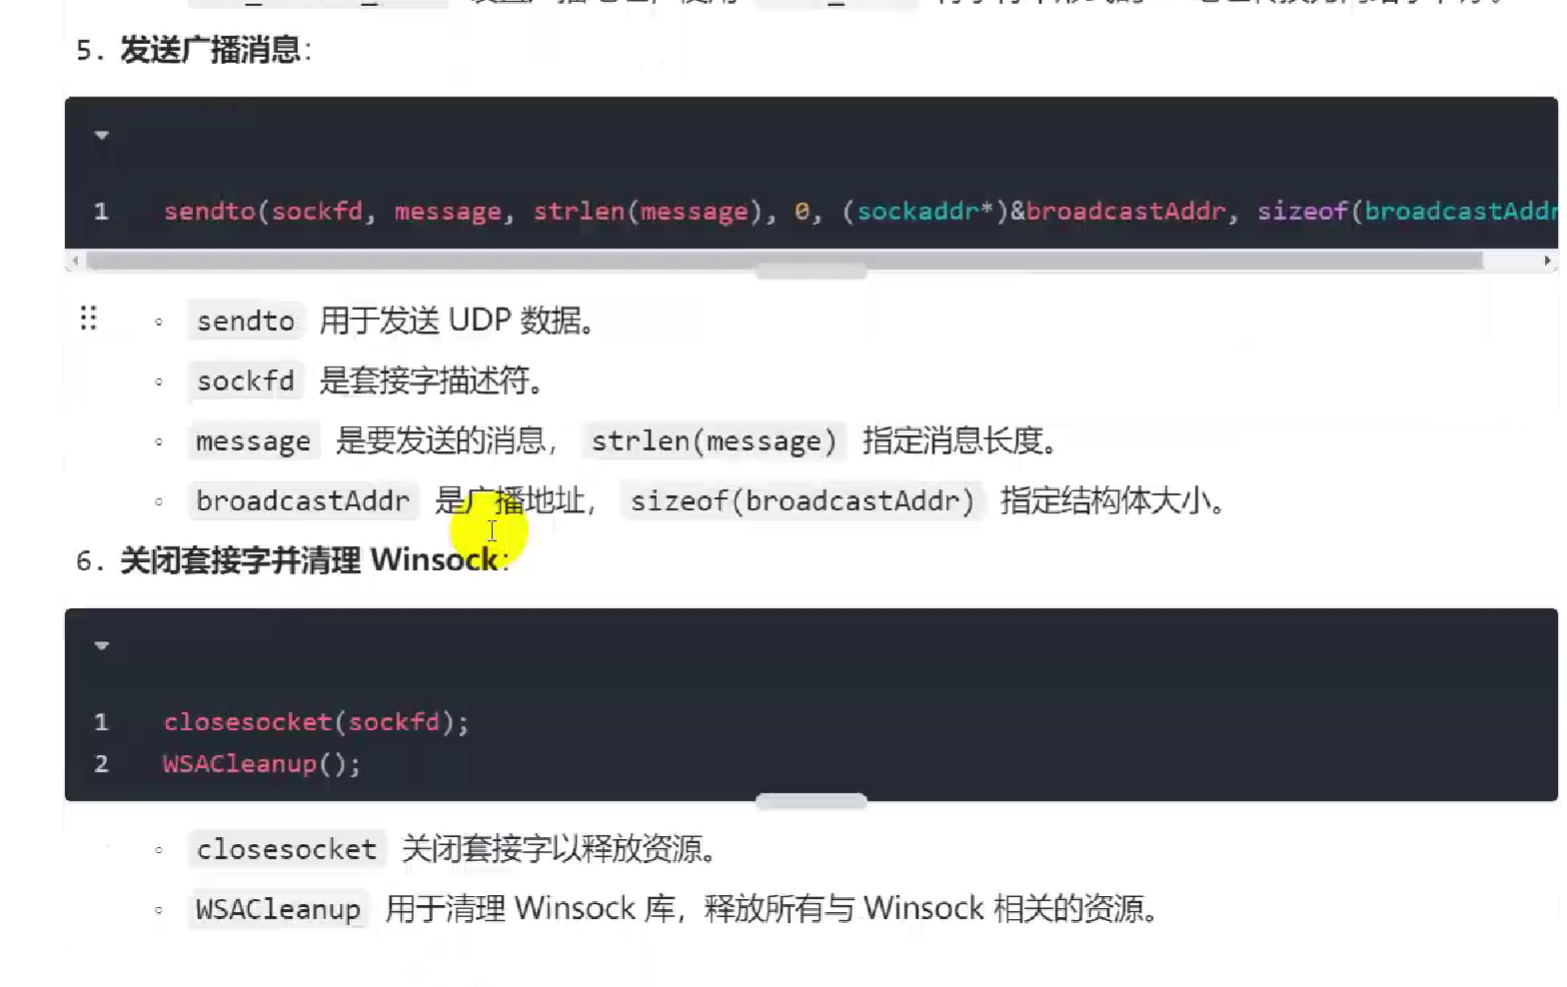 5. 发送广播消息：
1 sendto(sockfd, message, strlen(message), 0, (sockaddr*)&broadcastAddr, sizeof(broadcastAddr
sendto 用于发送 UDP 数据。
sockfd 是套接字描述符。
message 是要发送的消息， strlen(message) 指定消息长度。
broadcastAddr 是广播地址， sizeof(broadcastAddr) 指定结构体大小。
6. 关闭套接字并清理 Winsock：
1 closesocket(sockfd);
2 WSACleanup();
closesocket 关闭套接字以释放资源。
WSACleanup 用于清理 Winsock 库，释放所有与 Winsock 相关的资源。